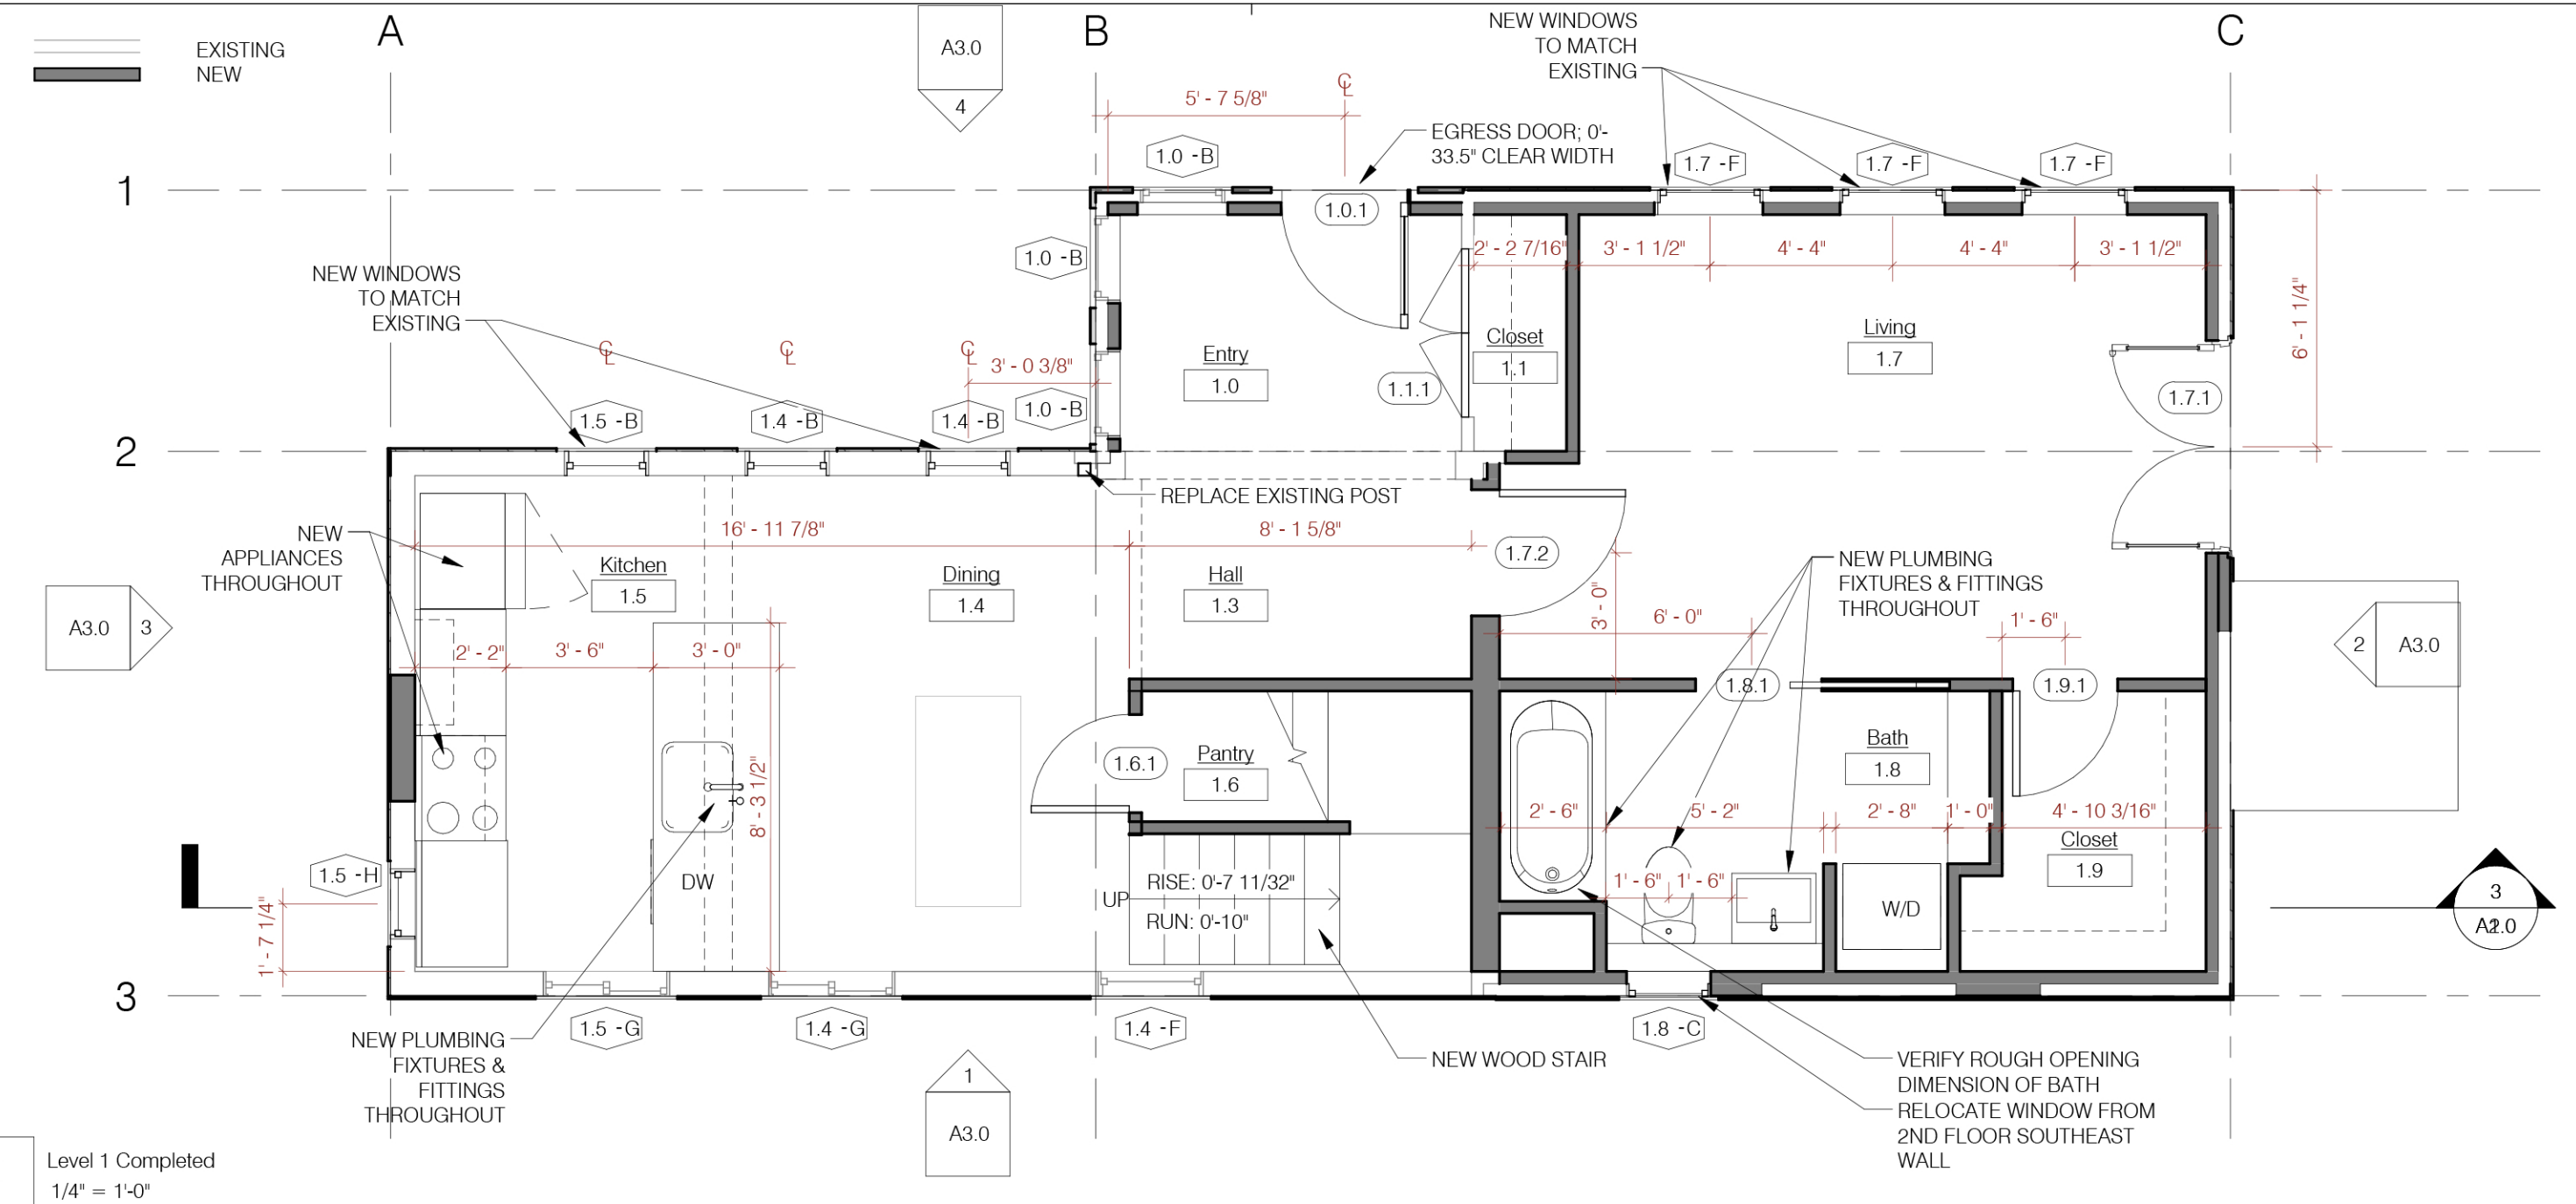 EXISTING
NEW
A
B
C
1
2
3
A3.0
4
NEW WINDOWS
TO MATCH
EXISTING
5' - 7 5/8"
℄
EGRESS DOOR; 0'-
33.5" CLEAR WIDTH
1.0 -B
1.0.1
1.7 -F
1.7 -F
1.7 -F
1.0 -B
2' - 2 7/16"
3' - 1 1/2"
4' - 4"
4' - 4"
3' - 1 1/2"
6' - 1 1/4"
NEW WINDOWS
TO MATCH
EXISTING
℄
℄
℄
3' - 0 3/8"
1.0 -B
Entry
1.0
1.1.1
Closet
1.1
Living
1.7
1.7.1
1.5 -B
1.4 -B
1.4 -B
REPLACE EXISTING POST
NEW
APPLIANCES
THROUGHOUT
16' - 11 7/8"
8' - 1 5/8"
1.7.2
Kitchen
1.5
Dining
1.4
Hall
1.3
NEW PLUMBING
FIXTURES & FITTINGS
THROUGHOUT
3' - 0"
6' - 0"
1' - 6"
A3.0
3
2
A3.0
2' - 2"
3' - 6"
3' - 0"
1.8.1
1.9.1
8' - 3 1/2"
1.6.1
Pantry
1.6
Bath
1.8
2' - 6"
5' - 2"
2' - 8"
1' - 0"
4' - 10 3/16"
Closet
1.9
1.5 -H
DW
UP
RISE: 0'-7 11/32"
RUN: 0'-10"
1' - 6"
1' - 6"
W/D
3
1' - 7 1/4"
1.5 -G
1.4 -G
1.4 -F
1.8 -C
NEW PLUMBING
FIXTURES &
FITTINGS
THROUGHOUT
NEW WOOD STAIR
VERIFY ROUGH OPENING
DIMENSION OF BATH
RELOCATE WINDOW FROM
2ND FLOOR SOUTHEAST
WALL
1
A3.0
Level 1 Completed
1/4" = 1'-0"